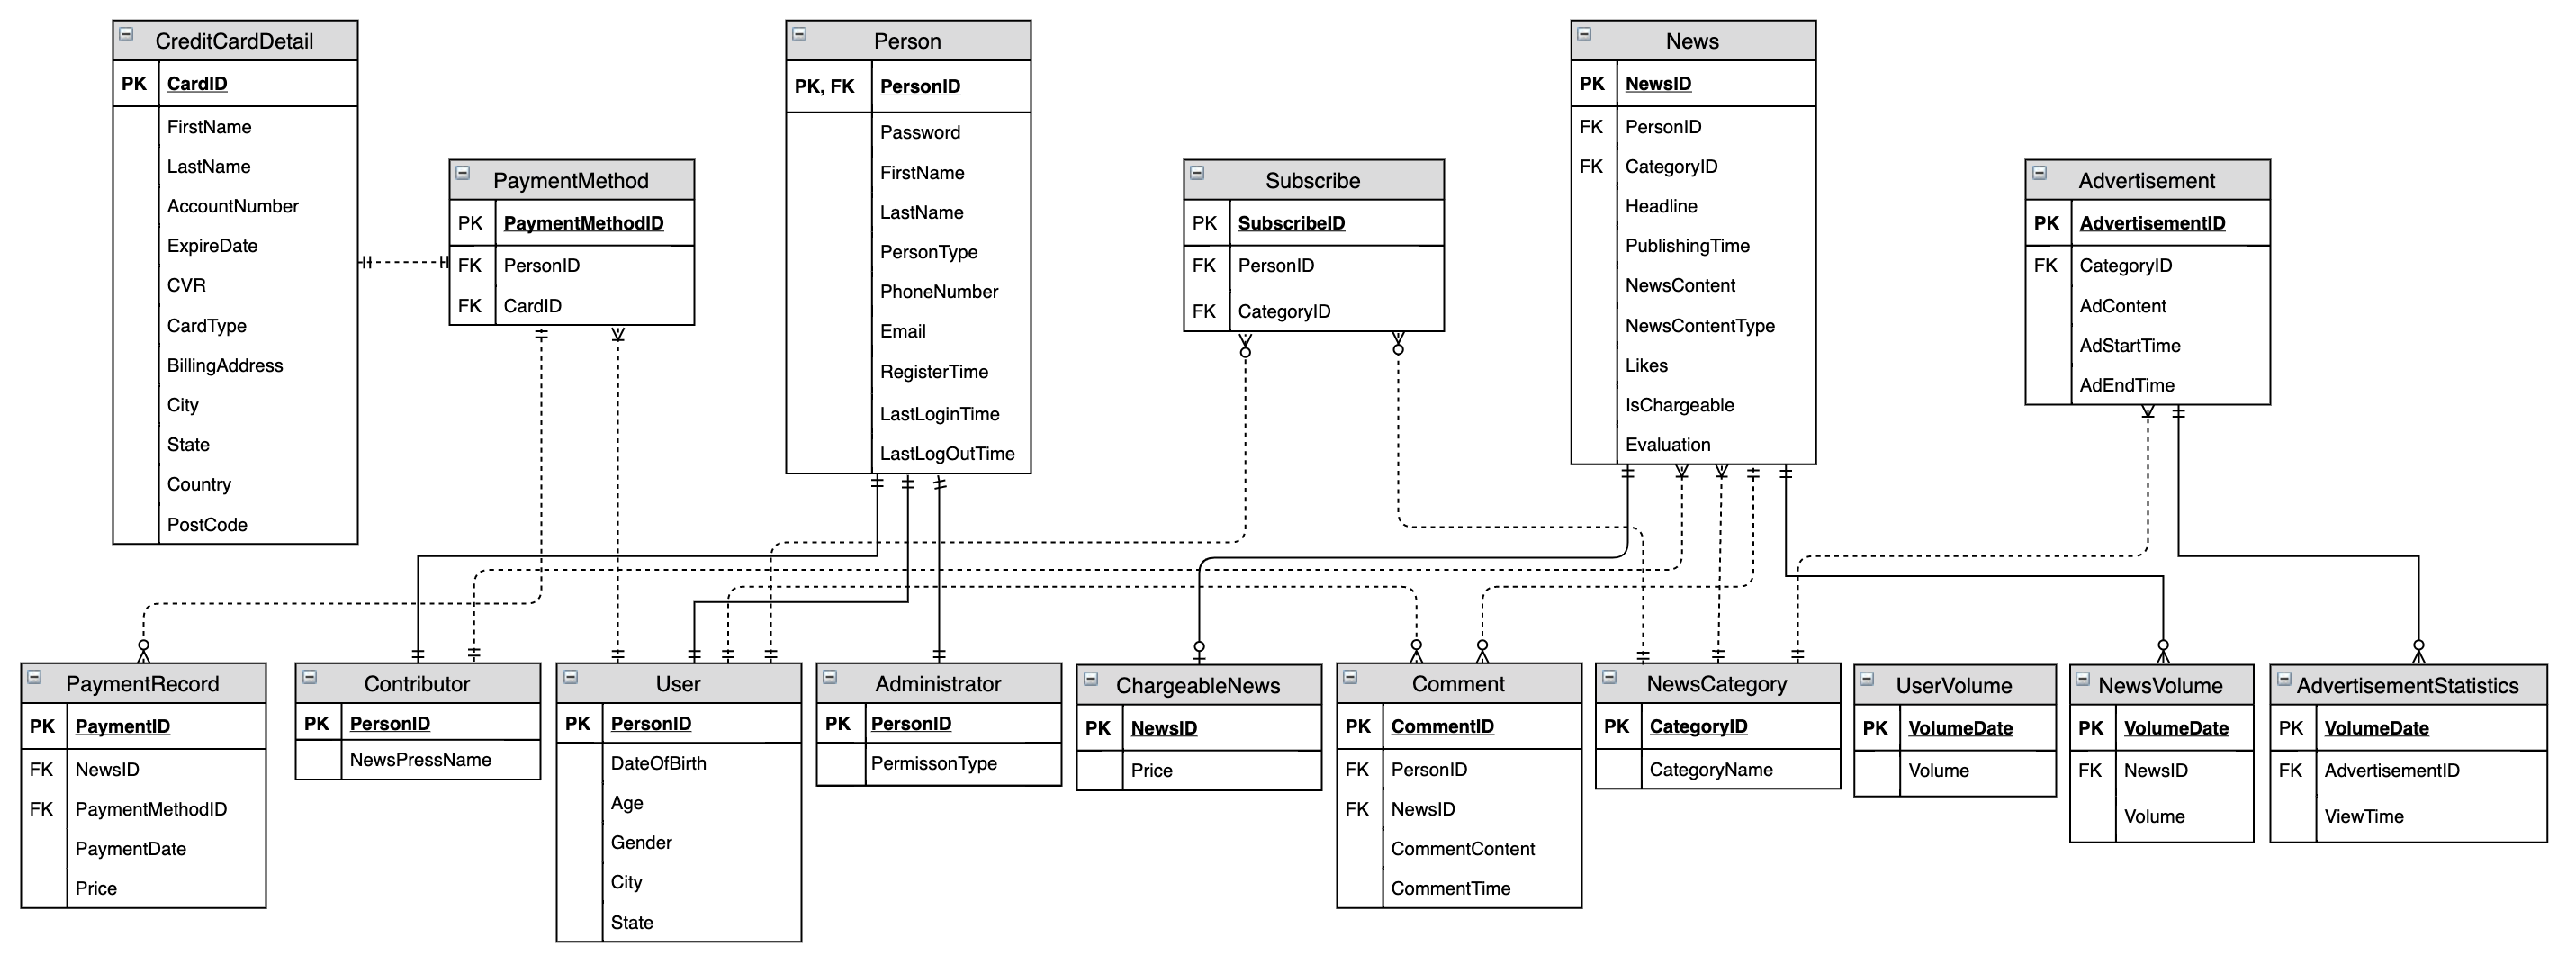 CreditCardDetail
PK CardID
FirstName
LastName
AccountNumber
ExpireDate
CVR
CardType
BillingAddress
City
State
Country
PostCode
PaymentMethod
PK PaymentMethodID
FK PersonID
FK CardID
Person
PK, FK PersonID
Password
FirstName
LastName
PersonType
PhoneNumber
Email
RegisterTime
LastLoginTime
LastLogOutTime
Subscribe
PK SubscribeID
FK PersonID
FK CategoryID
News
PK NewsID
FK PersonID
FK CategoryID
Headline
PublishingTime
NewsContent
NewsContentType
Likes
IsChargeable
Evaluation
Advertisement
PK AdvertisementID
FK CategoryID
AdContent
AdStartTime
AdEndTime
PaymentRecord
PK PaymentID
FK NewsID
FK PaymentMethodID
PaymentDate
Price
Contributor
PK PersonID
NewsPressName
User
PK PersonID
DateOfBirth
Age
Gender
City
State
Administrator
PK PersonID
PermissonType
ChargeableNews
PK NewsID
Price
Comment
PK CommentID
FK PersonID
FK NewsID
CommentContent
CommentTime
NewsCategory
PK CategoryID
CategoryName
UserVolume
PK VolumeDate
Volume
NewsVolume
PK VolumeDate
FK NewsID
Volume
AdvertisementStatistics
PK VolumeDate
FK AdvertisementID
ViewTime